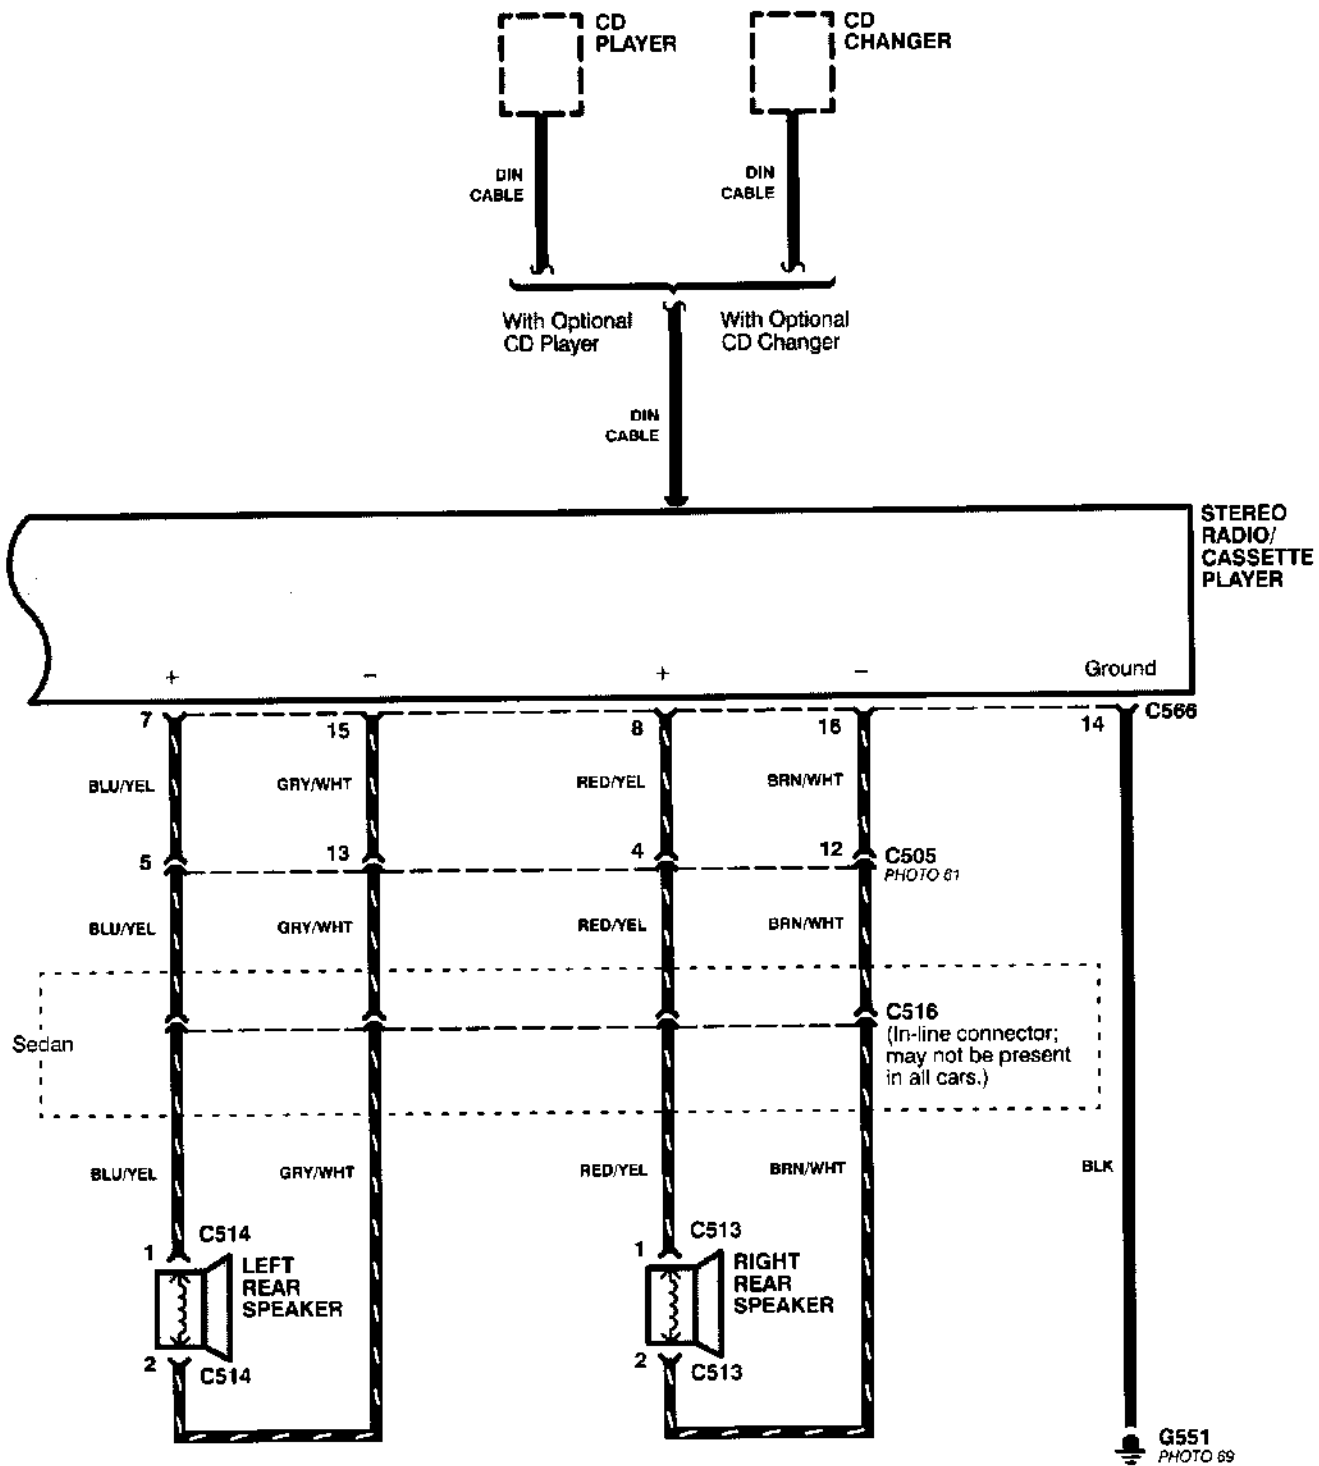 CD
PLAYER
CD
CHANGER
DIN
CABLE
DIN
CABLE
With Optional
CD Player
With Optional
CD Changer
DIN
CABLE
STEREO
RADIO/
CASSETTE
PLAYER
+
–
+
–
Ground
7
15
8
16
14
C566
BLU/YEL
GRY/WHT
RED/YEL
BRN/WHT
5
13
4
12
C505
PHOTO 61
BLU/YEL
GRY/WHT
RED/YEL
BRN/WHT
Sedan
C516
(In-line connector;
may not be present
in all cars.)
BLU/YEL
GRY/WHT
RED/YEL
BRN/WHT
BLK
1
C514
LEFT
REAR
SPEAKER
2
C514
1
C513
RIGHT
REAR
SPEAKER
2
C513
G551
PHOTO 69